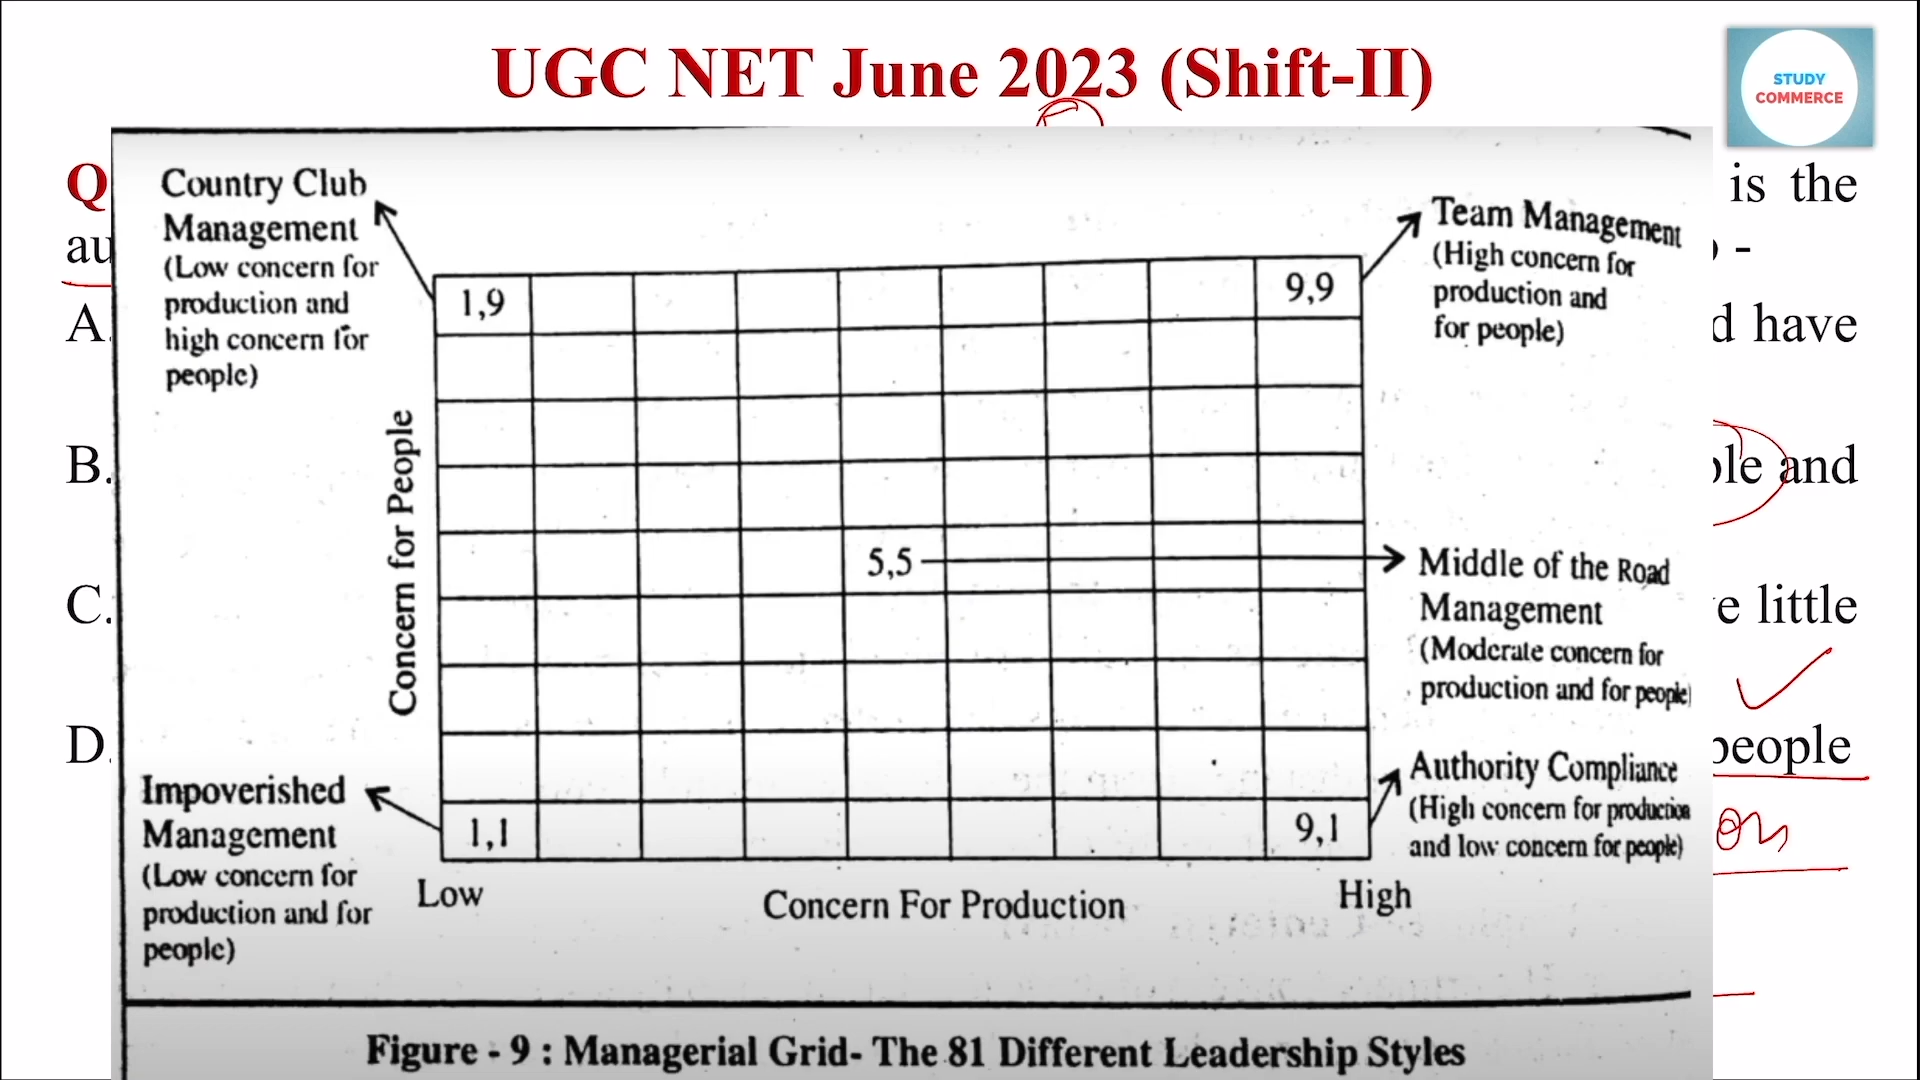 UGC NET June 2023 (Shift-II)
STUDY
COMMERCE
Q
is the
au
-
A.
d have
B.
and
C.
e little
D.
people
on
Country Club
Management
(Low concern for
production and
high concern for
people)
1,9
9,9
Team Management
(High concern for
production and
for people)
Concern for People
5,5
Middle of the Road
Management
(Moderate concern for
production and for people)
Impoverished
Management
(Low concern for
production and for
people)
1,1
9,1
Authority Compliance
(High concern for production
and low concern for people)
Low
Concern For Production
High
Figure - 9 : Managerial Grid- The 81 Different Leadership Styles